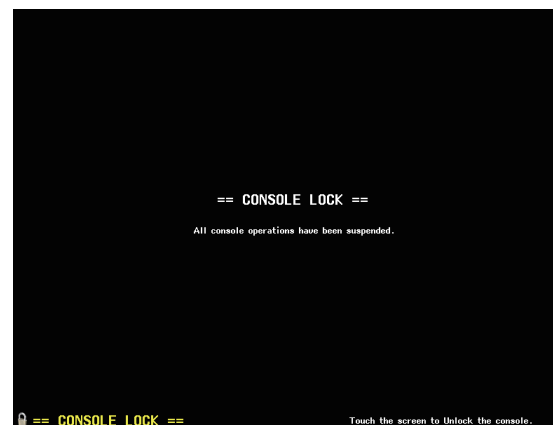 == CONSOLE LOCK ==
All console operations have been suspended.
== CONSOLE LOCK ==
Touch the screen to Unlock the console.